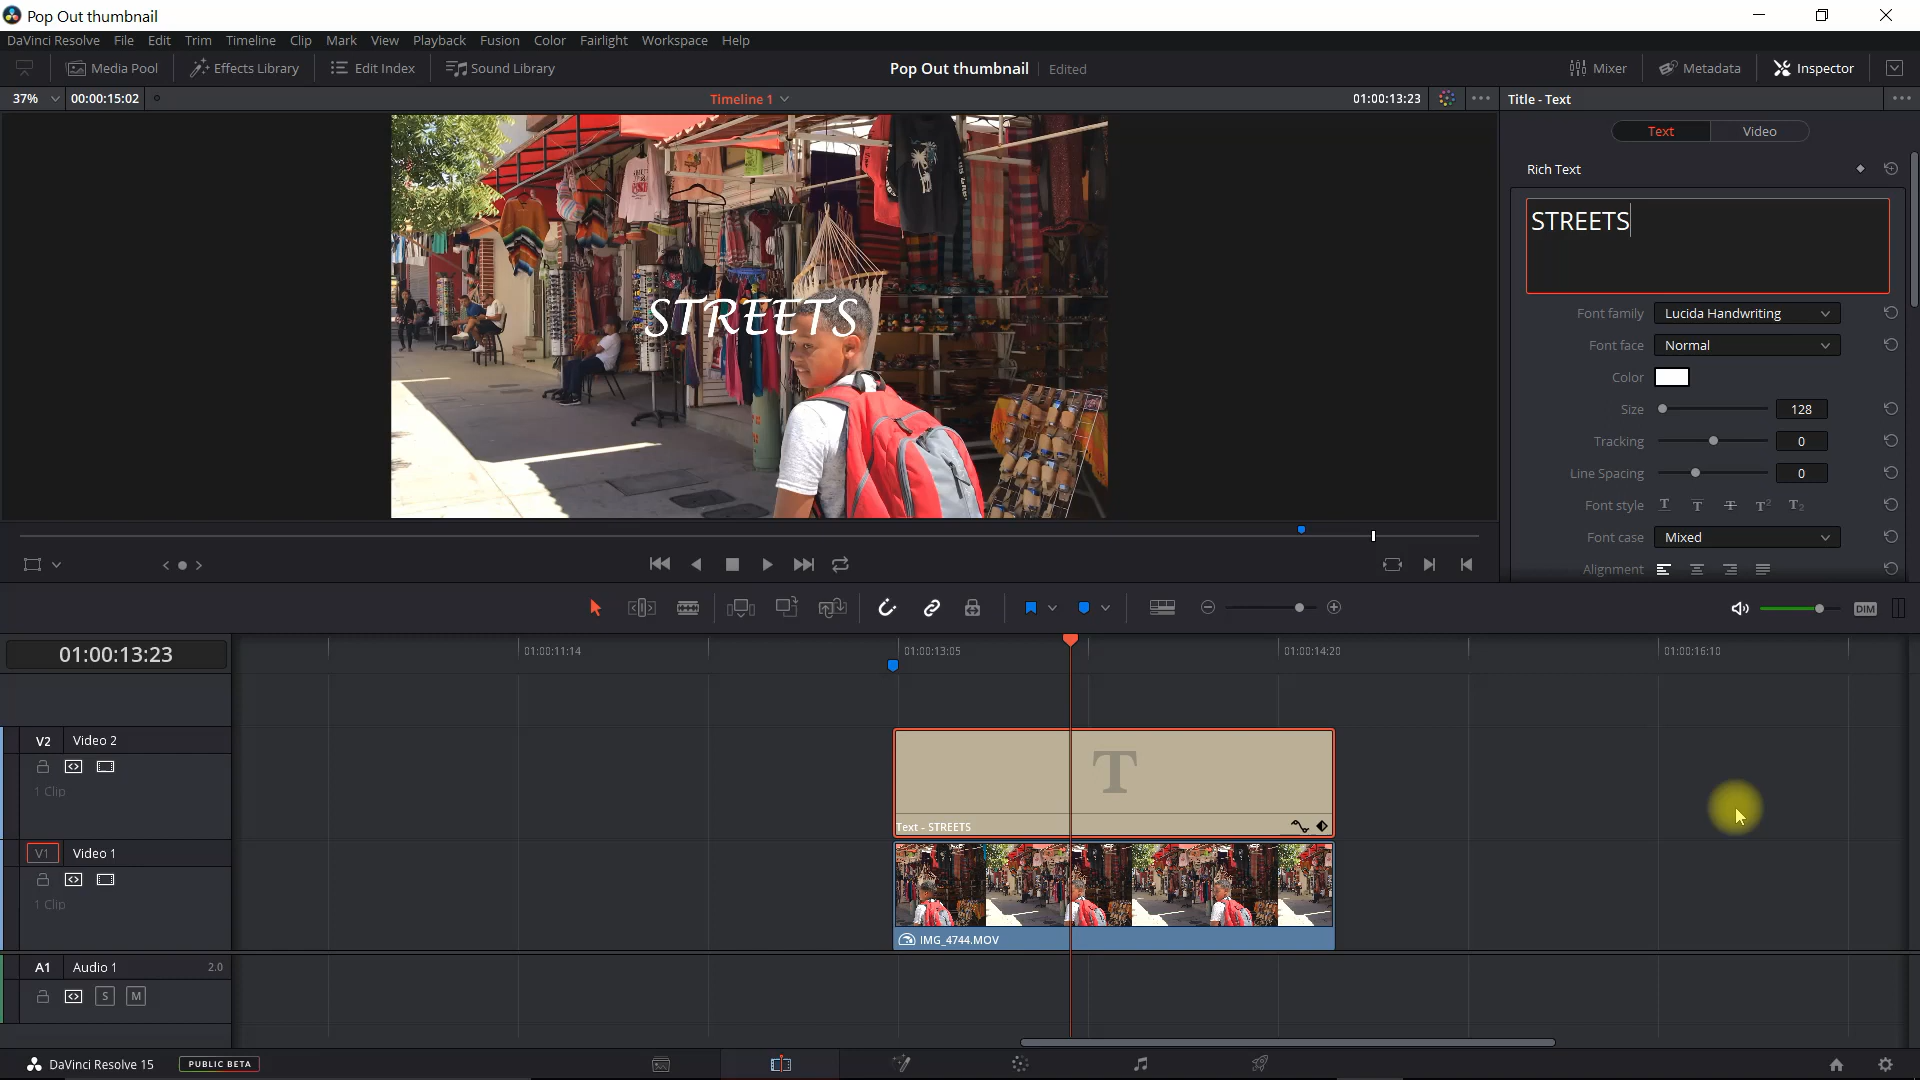 Pop Out thumbnail
DaVinci Resolve File Edit Trim Timeline Clip Mark View Playback Fusion Color Fairlight Workspace Help
Media Pool Effects Library Edit Index Sound Library Pop Out thumbnail Edited Mixer Metadata Inspector
37% 00:00:15:02 Timeline 1 01:00:13:23 Title - Text
Text Video
Rich Text
STREETS
STREETS
Font family Lucida Handwriting
Font face Normal
Color
Size 128
Tracking 0
Line Spacing 0
Font style T T T T² T₂
Font case Mixed
Alignment
DIM
01:00:13:23
01:00:11:14 01:00:13:05 01:00:14:20 01:00:16:10
V2 Video 2
1 Clip
T
Text - STREETS
V1 Video 1
1 Clip
IMG_4744.MOV
A1 Audio 1 2.0
S M
DaVinci Resolve 15 PUBLIC BETA